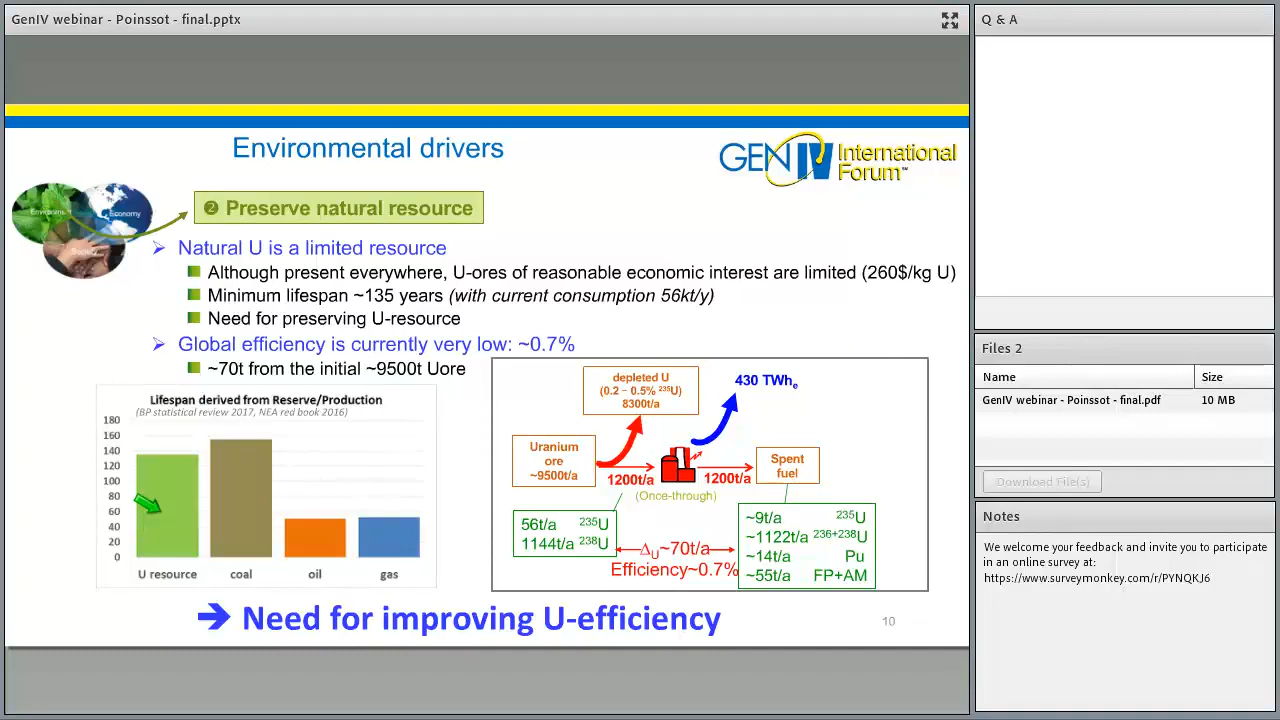 GenIV webinar - Poinssot - final.pptx
Environmental drivers
GEN IV International
Forum™
Environment
Economy
Society
❷ Preserve natural resource
➢ Natural U is a limited resource
Although present everywhere, U-ores of reasonable economic interest are limited (260$/kg U)
Minimum lifespan ~135 years (with current consumption 56kt/y)
Need for preserving U-resource
➢ Global efficiency is currently very low: ~0.7%
~70t from the initial ~9500t Uore
Lifespan derived from Reserve/Production
(BP statistical review 2017, NEA red book 2016)
180
160
140
120
100
80
60
40
20
0
U resource
coal
oil
gas
depleted U
(0.2 – 0.5% ²³⁵U)
8300t/a
430 TWhₑ
Uranium
ore
~9500t/a
1200t/a
(Once-through)
1200t/a
Spent
fuel
56t/a ²³⁵U
1144t/a ²³⁸U
ΔU~70t/a
Efficiency~0.7%
~9t/a ²³⁵U
~1122t/a ²³⁶⁺²³⁸U
~14t/a Pu
~55t/a FP+AM
➔ Need for improving U-efficiency
10
Q & A
Files 2
Name Size
GenIV webinar - Poinssot - final.pdf 10 MB
Download File(s)
Notes
We welcome your feedback and invite you to participate
in an online survey at:
https://www.surveymonkey.com/r/PYNQKJ6